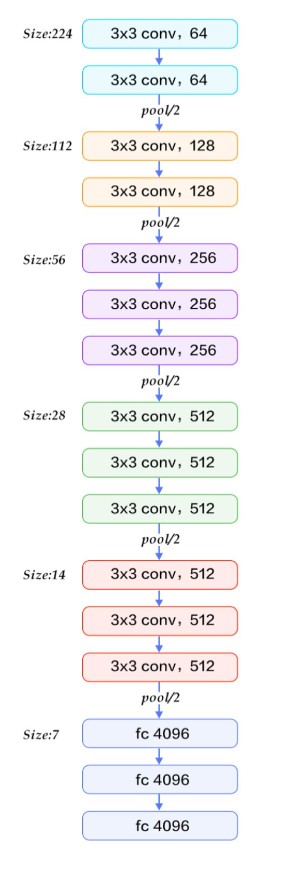 Size:224 3x3 conv, 64
3x3 conv, 64
pool/2
Size:112 3x3 conv, 128
3x3 conv, 128
pool/2
Size:56 3x3 conv, 256
3x3 conv, 256
3x3 conv, 256
pool/2
Size:28 3x3 conv, 512
3x3 conv, 512
3x3 conv, 512
pool/2
Size:14 3x3 conv, 512
3x3 conv, 512
3x3 conv, 512
pool/2
Size:7 fc 4096
fc 4096
fc 4096